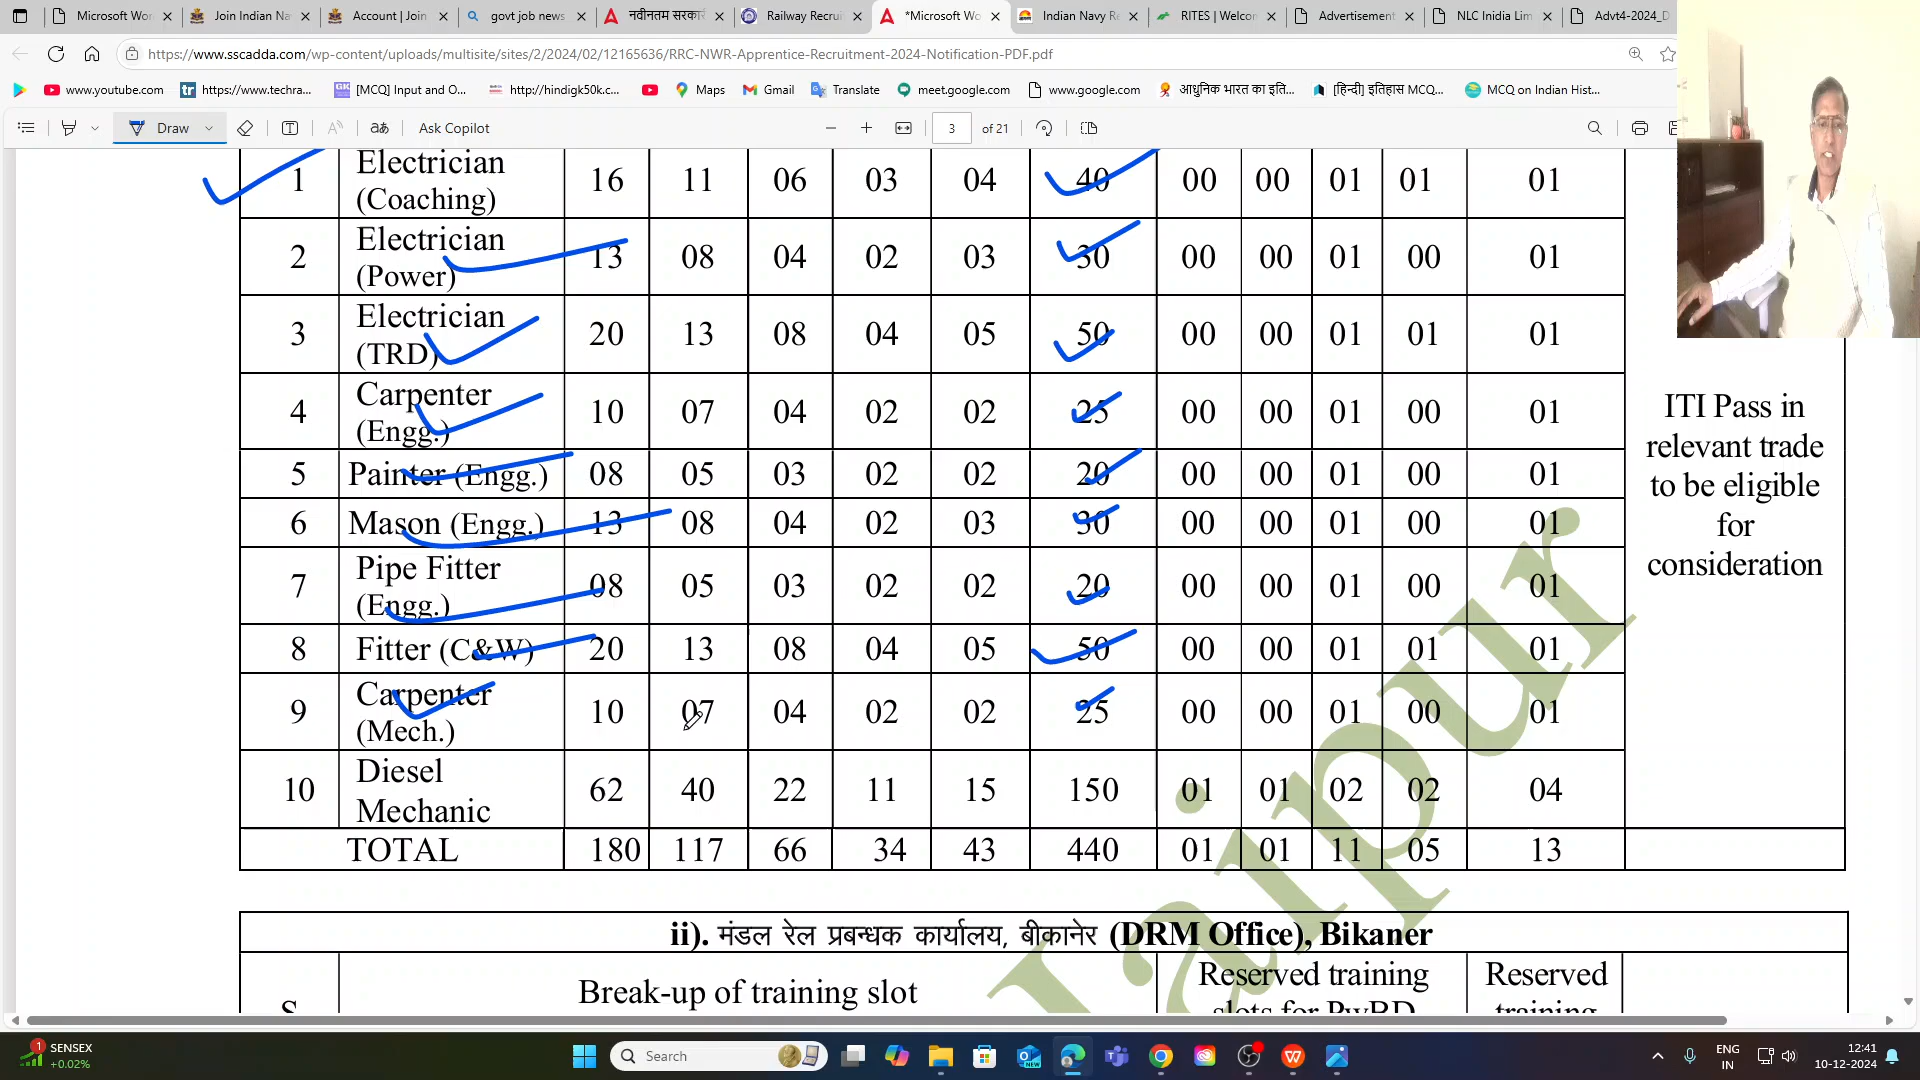 Microsoft Wor
Join Indian Na
Account | Join
govt job news
नवीनतम सरकारी
Railway Recrui
*Microsoft Wo
Indian Navy Re
RITES | Welcom
Advertisement
NLC Inidia Lim
Advt4-2024_D
https://www.sscadda.com/wp-content/uploads/multisite/sites/2/2024/02/12165636/RRC-NWR-Apprentice-Recruitment-2024-Notification-PDF.pdf
www.youtube.com
https://www.techra...
[MCQ] Input and O...
http://hindigk50k.c...
Maps
Gmail
Translate
meet.google.com
www.google.com
आधुनिक भारत का इति...
[हिन्दी] इतिहास MCQ...
MCQ on Indian Hist...
Draw
Ask Copilot
3 of 21
1 Electrician (Coaching) 16 11 06 03 04 40 00 00 01 01 01
2 Electrician (Power) 13 08 04 02 03 30 00 00 01 00 01
3 Electrician (TRD) 20 13 08 04 05 50 00 00 01 01 01
4 Carpenter (Engg.) 10 07 04 02 02 25 00 00 01 00 01
5 Painter (Engg.) 08 05 03 02 02 20 00 00 01 00 01
6 Mason (Engg.) 13 08 04 02 03 30 00 00 01 00 01
7 Pipe Fitter (Engg.) 08 05 03 02 02 20 00 00 01 00 01
8 Fitter (C&W) 20 13 08 04 05 50 00 00 01 01 01
9 Carpenter (Mech.) 10 07 04 02 02 25 00 00 01 00 01
10 Diesel Mechanic 62 40 22 11 15 150 01 01 02 02 04
ITI Pass in
relevant trade
to be eligible
for
consideration
TOTAL 180 117 66 34 43 440 01 01 11 05 13
Jaipur
ii). मंडल रेल प्रबन्धक कार्यालय, बीकानेर (DRM Office), Bikaner
S
Break-up of training slot
Reserved training
slots for PwBD
Reserved
training
1
SENSEX
+0.02%
Search
ENG
IN
12:41
10-12-2024